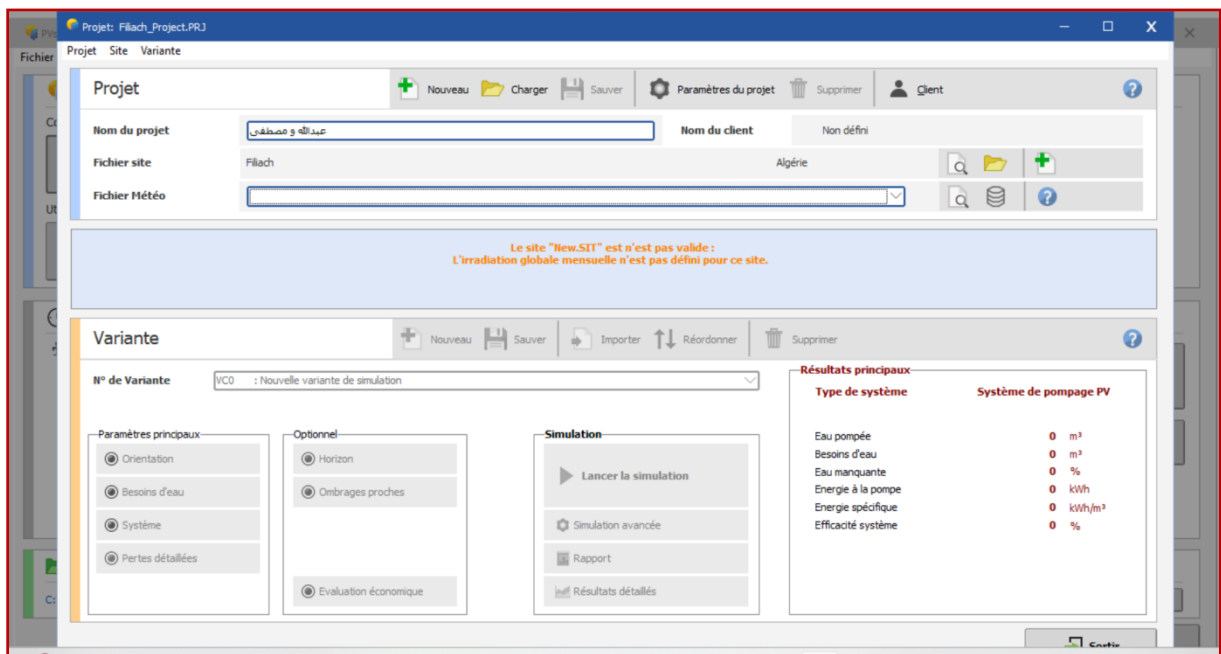 PVs
Projet: Filiach_Project.PRJ
Fichier
Projet Site Variante
Projet
Nouveau Charger Sauver Paramètres du projet Supprimer Client
Nom du projet عبدالله و مصطفى Nom du client Non défini
Fichier site Filiach Algérie
Fichier Météo
Ut
Le site "New.SIT" est n'est pas valide :
L'irradiation globale mensuelle n'est pas défini pour ce site.
Variante
Nouveau Sauver Importer Réordonner Supprimer
N° de Variante VC0 : Nouvelle variante de simulation
Résultats principaux
Type de système Système de pompage PV
Eau pompée 0 m³
Besoins d'eau 0 m³
Eau manquante 0 %
Energie à la pompe 0 kWh
Energie spécifique 0 kWh/m³
Efficacité système 0 %
Paramètres principaux
Orientation
Besoins d'eau
Système
Pertes détaillées
Optionnel
Horizon
Ombrages proches
Evaluation économique
Simulation
Lancer la simulation
Simulation avancée
Rapport
Résultats détaillés
C:
Sortir